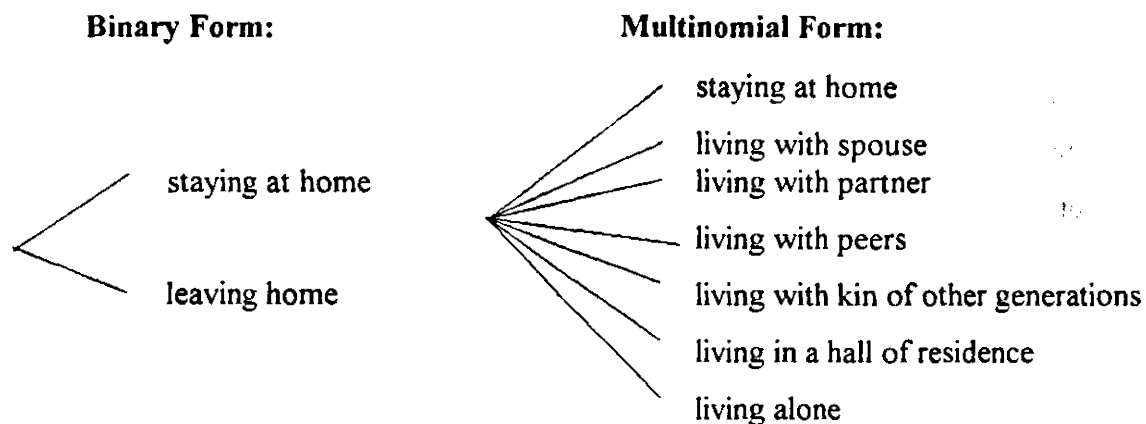 Binary Form:
staying at home
leaving home
Multinomial Form:
staying at home
living with spouse
living with partner
living with peers
living with kin of other generations
living in a hall of residence
living alone